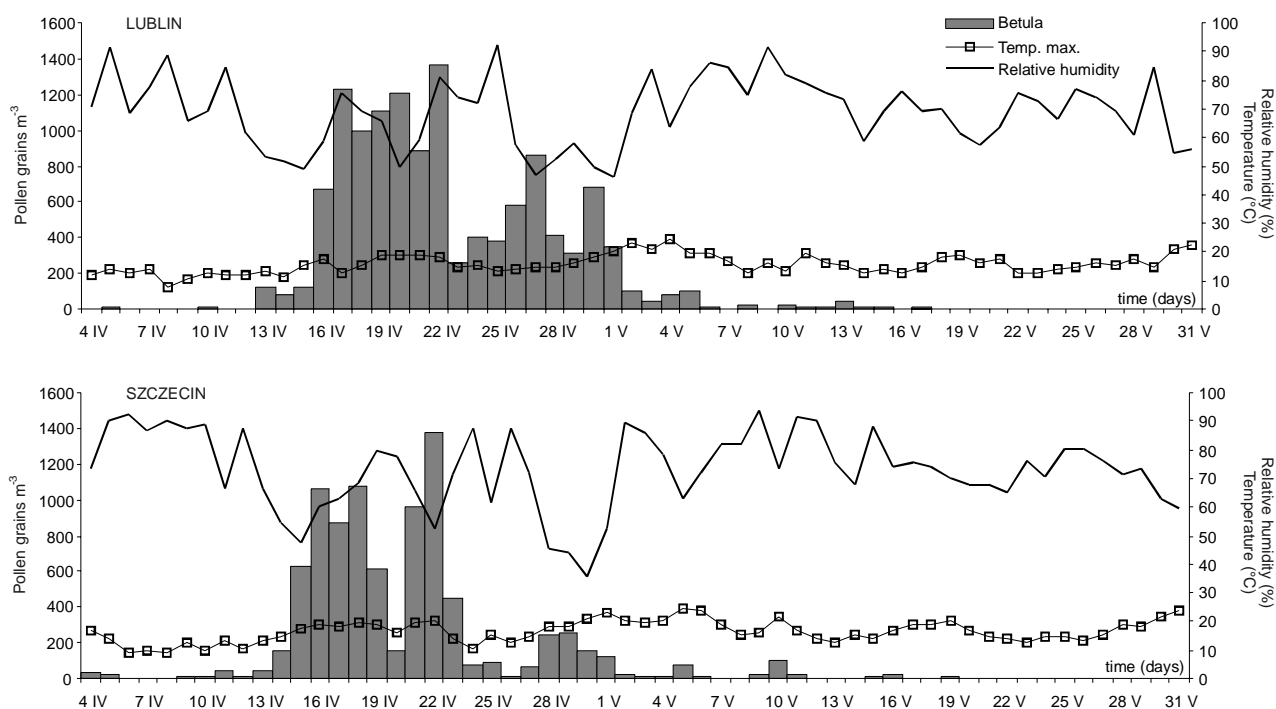 LUBLIN
Betula
Temp. max.
Relative humidity
Pollen grains m-3
1600
1400
1200
1000
800
600
400
200
0
100
90
80
70
60
50
40
30
20
10
0
Relative humidity (%)
Temperature (°C)
time (days)
4 IV 7 IV 10 IV 13 IV 16 IV 19 IV 22 IV 25 IV 28 IV 1 V 4 V 7 V 10 V 13 V 16 V 19 V 22 V 25 V 28 V 31 V
SZCZECIN
Pollen grains m-3
1600
1400
1200
1000
800
600
400
200
0
100
90
80
70
60
50
40
30
20
10
0
Relative humidity (%)
Temperature (°C)
time (days)
4 IV 7 IV 10 IV 13 IV 16 IV 19 IV 22 IV 25 IV 28 IV 1 V 4 V 7 V 10 V 13 V 16 V 19 V 22 V 25 V 28 V 31 V